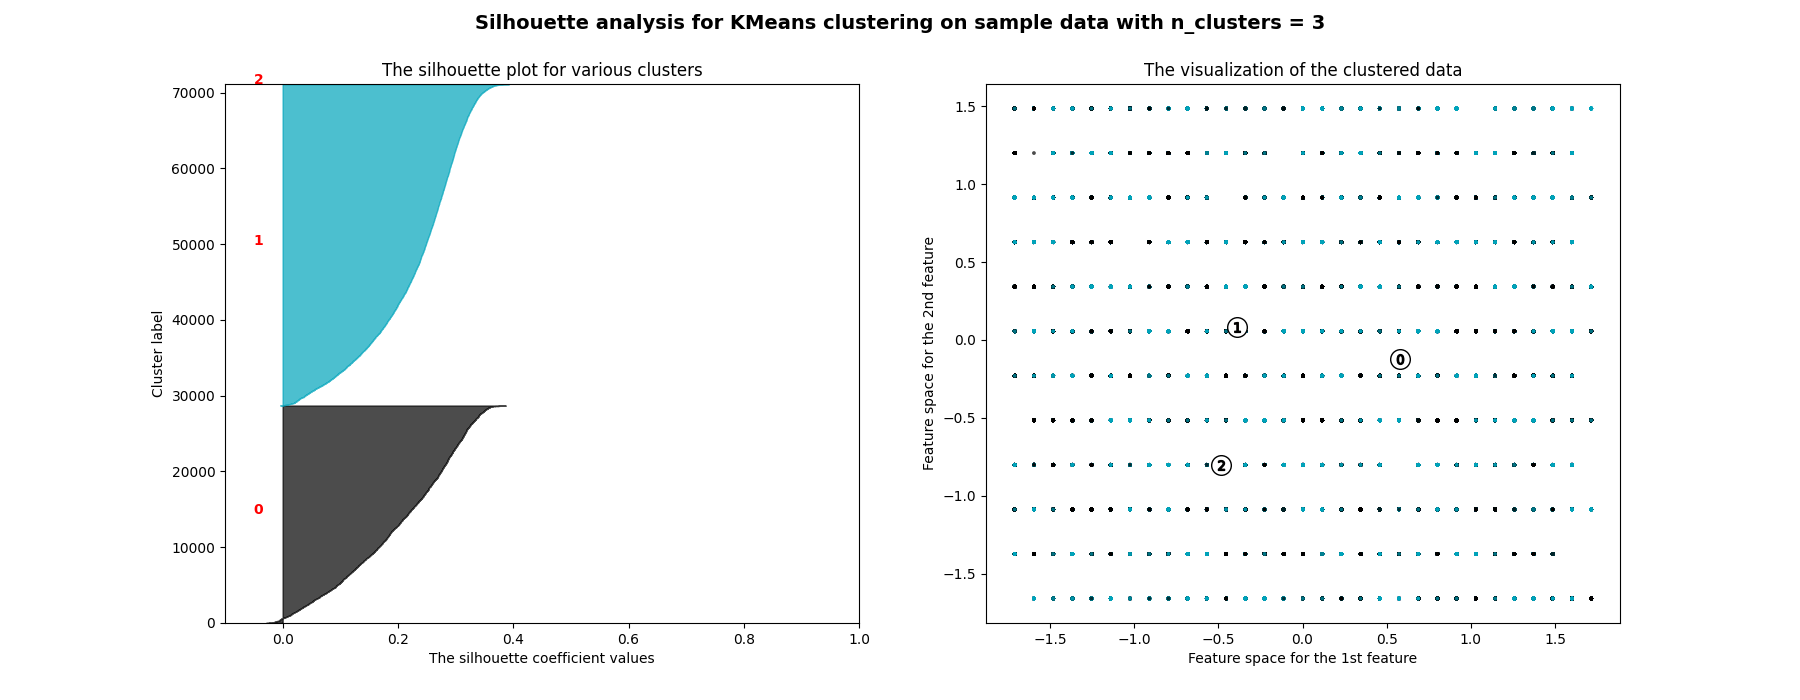 Silhouette analysis for KMeans clustering on sample data with n_clusters = 3
The silhouette plot for various clusters
Cluster label
70000
60000
50000
40000
30000
20000
10000
0
2
1
0
0.0 0.2 0.4 0.6 0.8 1.0
The silhouette coefficient values
The visualization of the clustered data
Feature space for the 2nd feature
1.5
1.0
0.5
0.0
−0.5
−1.0
−1.5
1
0
2
−1.5 −1.0 −0.5 0.0 0.5 1.0 1.5
Feature space for the 1st feature